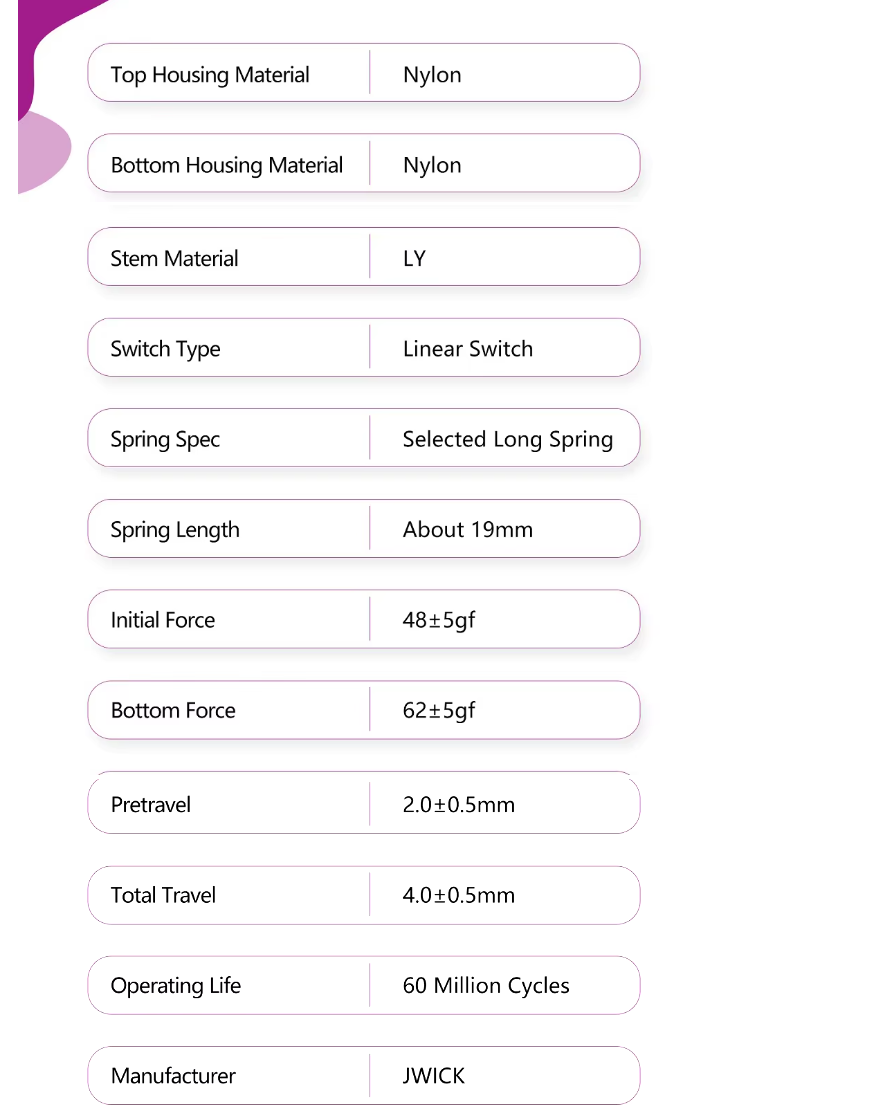 Top Housing Material Nylon
Bottom Housing Material Nylon
Stem Material LY
Switch Type Linear Switch
Spring Spec Selected Long Spring
Spring Length About 19mm
Initial Force 48±5gf
Bottom Force 62±5gf
Pretravel 2.0±0.5mm
Total Travel 4.0±0.5mm
Operating Life 60 Million Cycles
Manufacturer JWICK